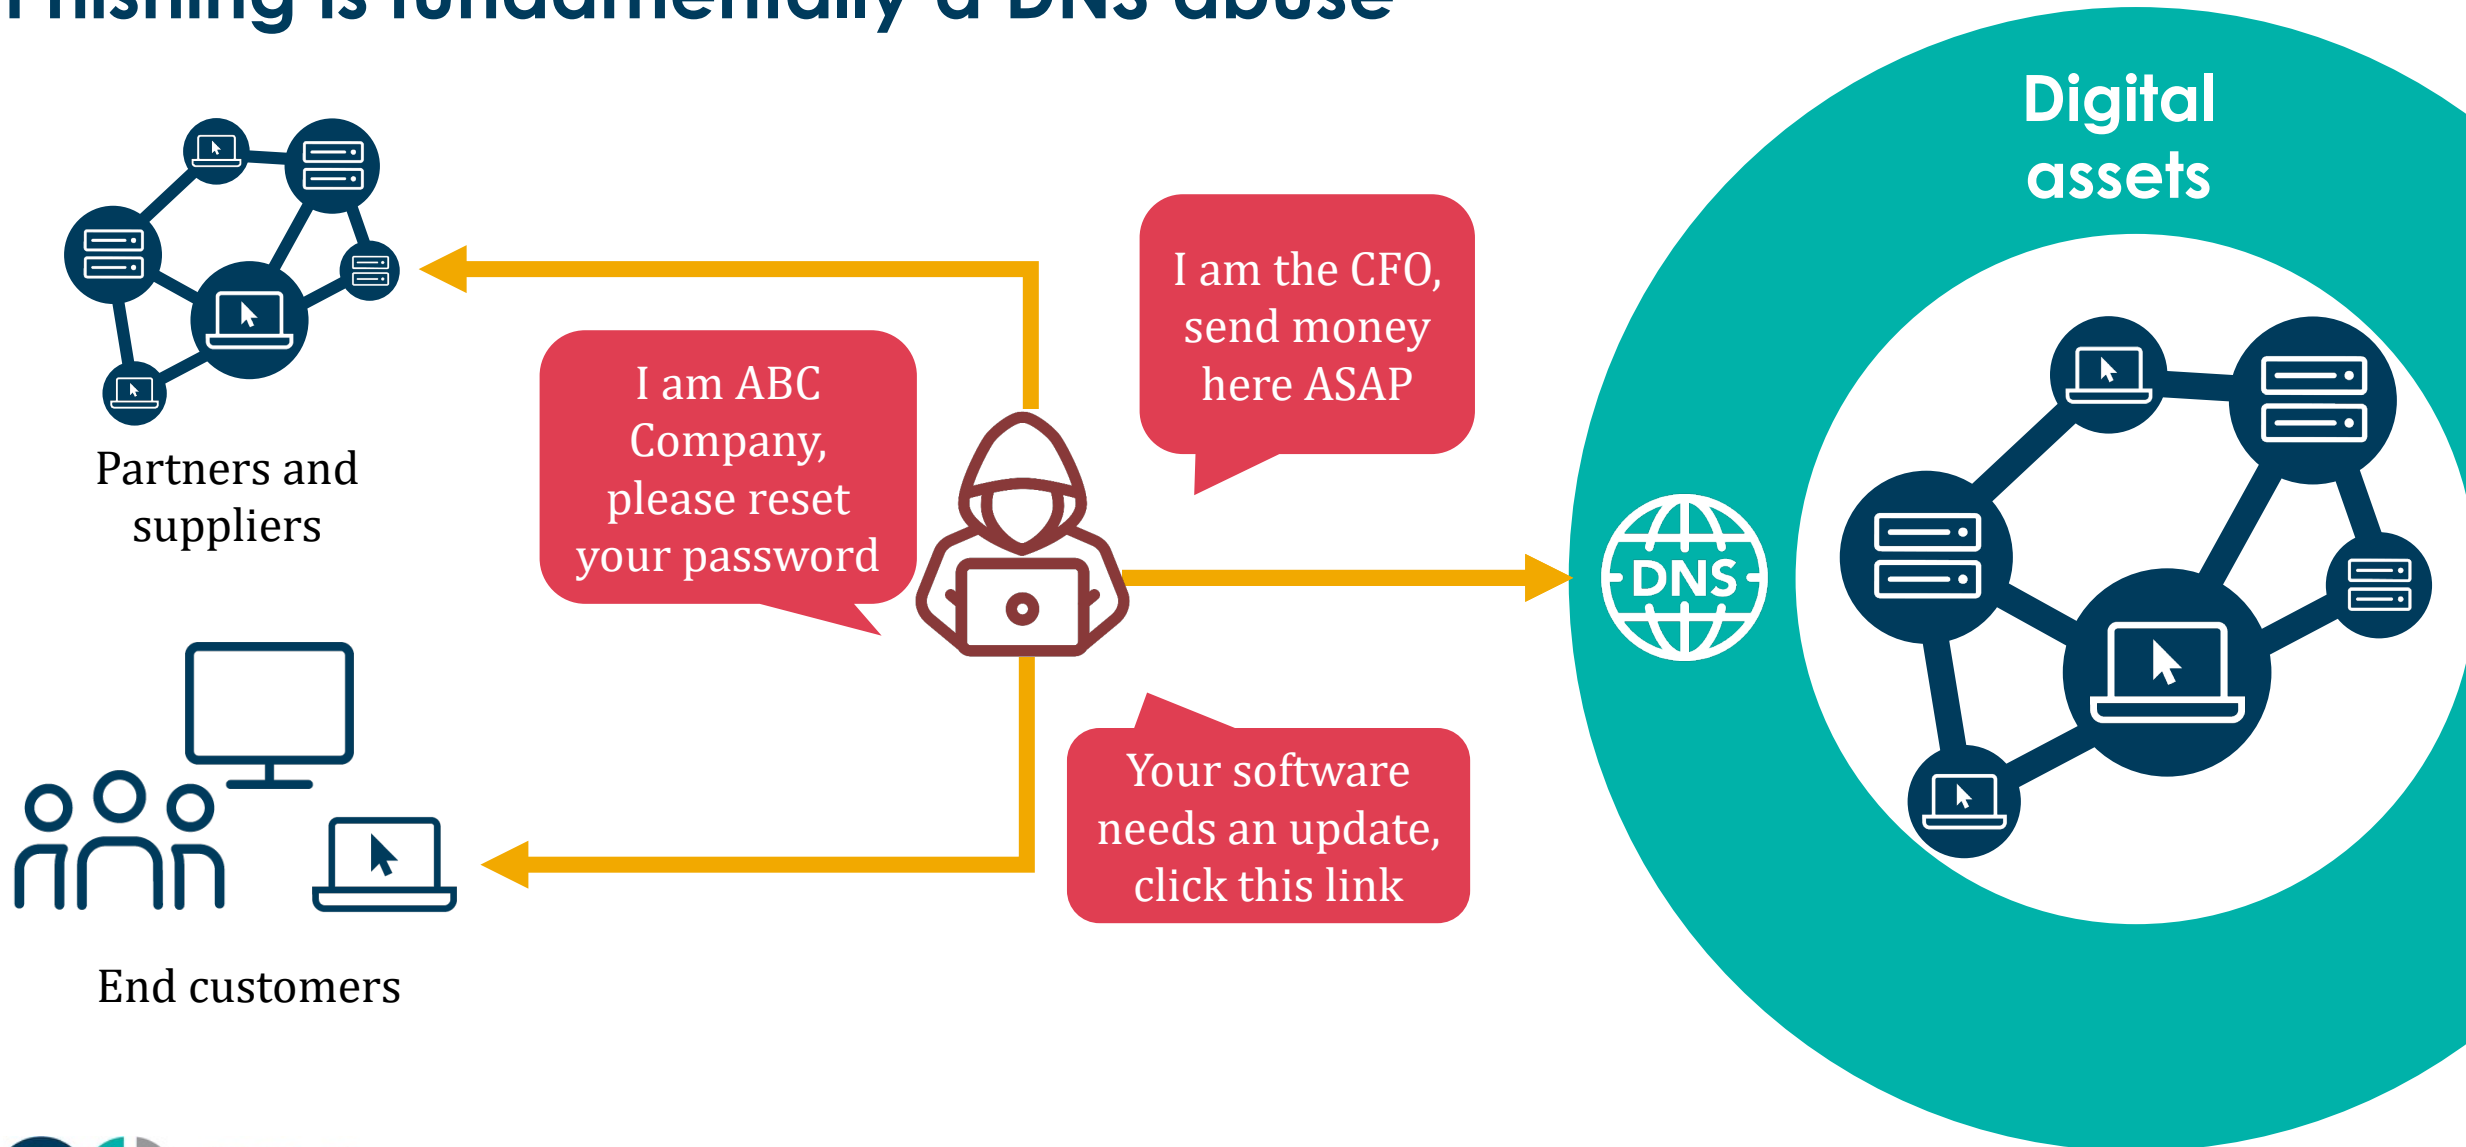 Phishing is fundamentally a DNS abuse
Digital
assets
I am the CFO,
send money
here ASAP
I am ABC
Company,
please reset
your password
Partners and
suppliers
DNS
Your software
needs an update,
click this link
End customers